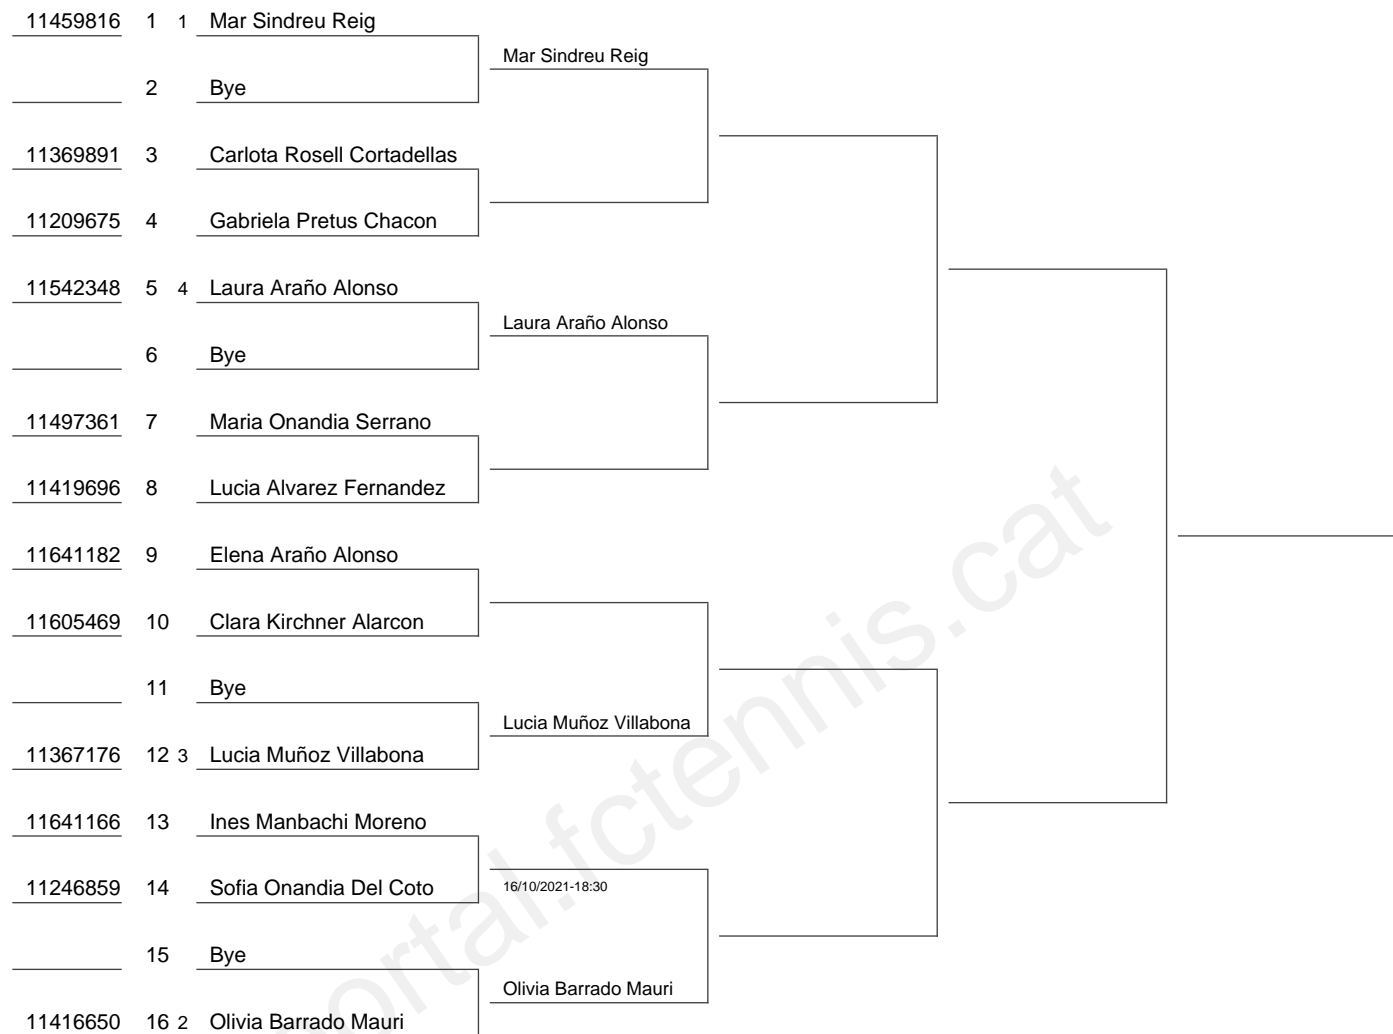 11459816 1 1 Mar Sindreu Reig
Mar Sindreu Reig
2 Bye
11369891 3 Carlota Rosell Cortadellas
11209675 4 Gabriela Pretus Chacon
11542348 5 4 Laura Araño Alonso
Laura Araño Alonso
6 Bye
11497361 7 Maria Onandia Serrano
11419696 8 Lucia Alvarez Fernandez
11641182 9 Elena Araño Alonso
11605469 10 Clara Kirchner Alarcon
11 Bye
Lucia Muñoz Villabona
11367176 12 3 Lucia Muñoz Villabona
11641166 13 Ines Manbachi Moreno
11246859 14 Sofia Onandia Del Coto
16/10/2021-18:30
15 Bye
Olivia Barrado Mauri
11416650 16 2 Olivia Barrado Mauri
ortal.fctennis.cat